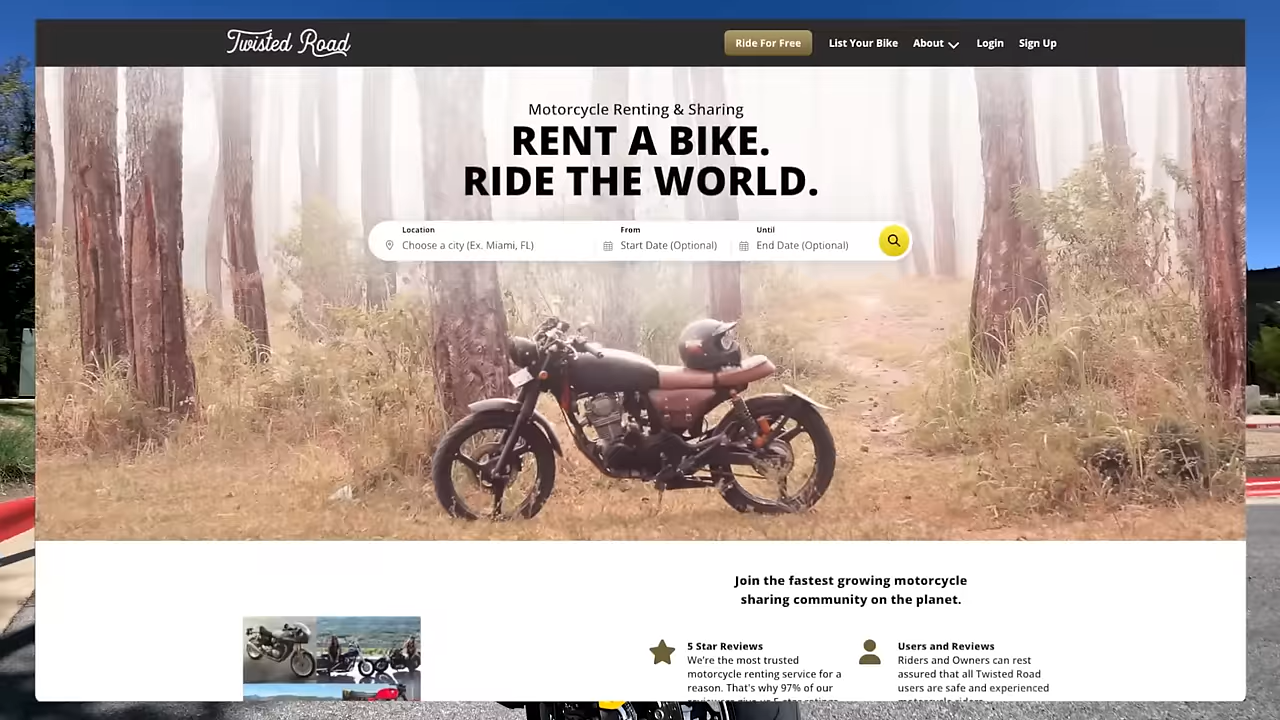 Twisted Road
Ride For Free
List Your Bike
About
Login
Sign Up
Motorcycle Renting & Sharing
RENT A BIKE.
RIDE THE WORLD.
Location
Choose a city (Ex. Miami, FL)
From
Start Date (Optional)
Until
End Date (Optional)
Join the fastest growing motorcycle
sharing community on the planet.
5 Star Reviews
We're the most trusted
motorcycle renting service for a
reason. That's why 97% of our
Users and Reviews
Riders and Owners can rest
assured that all Twisted Road
users are safe and experienced